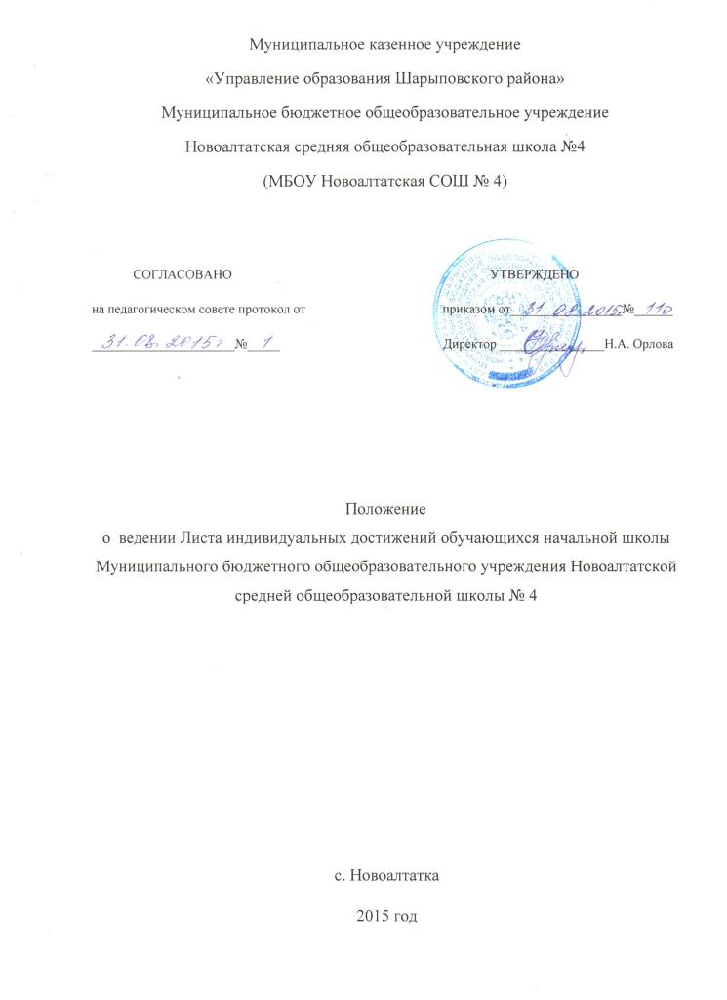 Муниципальное казенное учреждение
«Управление образования Шарыповского района»
Муниципальное бюджетное общеобразовательное учреждение
Новоалтатская средняя общеобразовательная школа №4
(МБОУ Новоалтатская СОШ № 4)
СОГЛАСОВАНО
на педагогическом совете протокол от
31.08.2015г № 1
УТВЕРЖДЕНО
приказом от 31.08.2015. № 110
Директор Н.А. Орлова
Положение
о ведении Листа индивидуальных достижений обучающихся начальной школы
Муниципального бюджетного общеобразовательного учреждения Новоалтатской
средней общеобразовательной школы № 4
с. Новоалтатка
2015 год